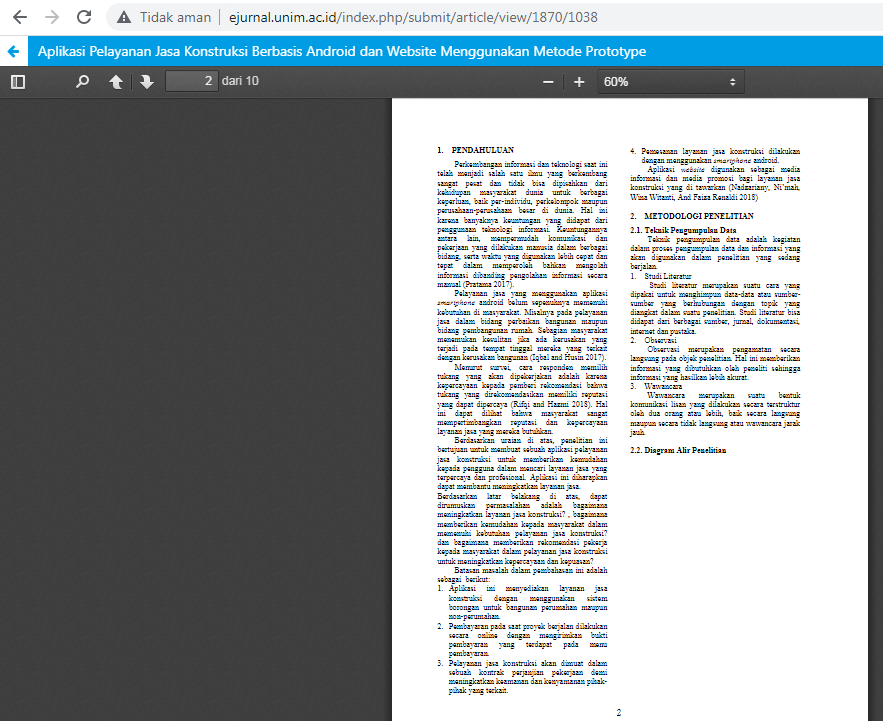 Tidak aman
ejurnal.unim.ac.id/index.php/submit/article/view/1870/1038
Aplikasi Pelayanan Jasa Konstruksi Berbasis Android dan Website Menggunakan Metode Prototype
2 dari 10
60%
1. PENDAHULUAN
Perkembangan informasi dan teknologi saat ini
telah menjadi salah satu ilmu yang berkembang
sangat pesat dan tidak bisa dipisahkan dari
kehidupan masyarakat dunia untuk berbagai
keperluan, baik per-individu, perkelompok maupun
perusahaan-perusahaan besar di dunia. Hal ini
karena banyaknya keuntungan yang didapat dari
penggunaan teknologi informasi. Keuntungannya
antara lain, mempermudah komunikasi dan
pekerjaan yang dilakukan manusia dalam berbagai
bidang, serta waktu yang digunakan lebih cepat dan
tepat dalam memperoleh bahkan mengolah
informasi dibanding pengolahan informasi secara
manual (Pratama 2017).
Pelayanan jasa yang menggunakan aplikasi
smartphone android belum sepenuhnya memenuhi
kebutuhan di masyarakat. Misalnya pada pelayanan
jasa dalam bidang perbaikan bangunan maupun
bidang pembangunan rumah. Sebagian masyarakat
menemukan kesulitan jika ada kerusakan yang
terjadi pada tempat tinggal mereka yang terkait
dengan kerusakan bangunan (Iqbal and Husin 2017).
Menurut survei, cara responden memilih
tukang yang akan dipekerjakan adalah karena
kepercayaan kepada pemberi rekomendasi bahwa
tukang yang direkomendasikan memiliki reputasi
yang dapat dipercaya (Rifqi and Hazmi 2018). Hal
ini dapat dilihat bahwa masyarakat sangat
mempertimbangkan reputasi dan kepercayaan
layanan jasa yang mereka butuhkan.
Berdasarkan uraian di atas, penelitian ini
bertujuan untuk membuat sebuah aplikasi pelayanan
jasa konstruksi untuk memberikan kemudahan
kepada pengguna dalam mencari layanan jasa yang
terpercaya dan profesional. Aplikasi ini diharapkan
dapat membantu meningkatkan layanan jasa.
Berdasarkan latar belakang di atas, dapat
dirumuskan permasalahan adalah bagaimana
meningkatkan layanan jasa konstruksi? , bagaimana
memberikan kemudahan kepada masyarakat dalam
memenuhi kebutuhan pelayanan jasa konstruksi?
dan bagaimana memberikan rekomendasi pekerja
kepada masyarakat dalam pelayanan jasa konstruksi
untuk meningkatkan kepercayaan dan kepuasan?
Batasan masalah dalam pembahasan ini adalah
sebagai berikut:
1. Aplikasi ini menyediakan layanan jasa
konstruksi dengan menggunakan sistem
borongan untuk bangunan perumahan maupun
non-perumahan.
2. Pembayaran pada saat proyek berjalan dilakukan
secara online dengan mengirimkan bukti
pembayaran yang terdapat pada menu
pembayaran.
3. Pelayanan jasa konstruksi akan dimuat dalam
sebuah kontrak perjanjian pekerjaan demi
meningkatkan keamanan dan kenyamanan pihak-
pihak yang terkait.
4. Pemesanan layanan jasa konstruksi dilakukan
dengan menggunakan smartphone android.
Aplikasi website digunakan sebagai media
informasi dan media promosi bagi layanan jasa
konstruksi yang di tawarkan (Nadzariany, Ni'mah,
Wina Witanti, And Faiza Renaldi 2018)
2. METODOLOGI PENELITIAN
2.1. Teknik Pengumpulan Data
Teknik pengumpulan data adalah kegiatan
dalam proses pengumpulan data dan informasi yang
akan digunakan dalam penelitian yang sedang
berjalan.
1. Studi Literatur
Studi literatur merupakan suatu cara yang
dipakai untuk menghimpun data-data atau sumber-
sumber yang berhubungan dengan topik yang
diangkat dalam suatu penelitian. Studi literatur bisa
didapat dari berbagai sumber, jurnal, dokumentasi,
internet dan pustaka.
2. Observasi
Observasi merupakan pengamatan secara
langsung pada objek penelitian. Hal ini memberikan
informasi yang dibutuhkan oleh peneliti sehingga
informasi yang hasilkan lebih akurat.
3. Wawancara
Wawancara merupakan suatu bentuk
komunikasi lisan yang dilakukan secara terstruktur
oleh dua orang atau lebih, baik secara langsung
maupun secara tidak langsung atau wawancara jarak
jauh.
2.2. Diagram Alir Penelitian
2